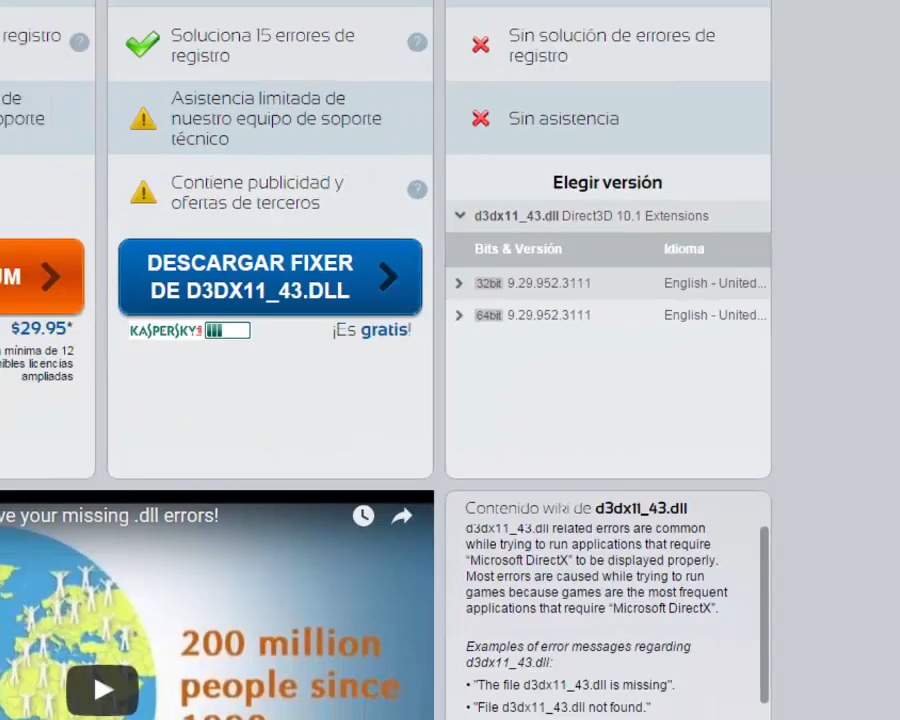 registro
de
oporte
UM
$29.95*
a mínima de 12
nibles licencias
ampliadas
Soluciona 15 errores de
registro
?
Asistencia limitada de
nuestro equipo de soporte
técnico
Contiene publicidad y
ofertas de terceros
?
DESCARGAR FIXER
DE D3DX11_43.DLL
KASPERSKY
¡Es gratis!
Sin solución de errores de
registro
Sin asistencia
Elegir versión
d3dx11_43.dll Direct3D 10.1 Extensions
Bits & Versión Idioma
32bit 9.29.952.3111 English - United...
64bit 9.29.952.3111 English - United...
ve your missing .dll errors!
200 million
people since
Contenido wiki de d3dx11_43.dll
d3dx11_43.dll related errors are common
while trying to run applications that require
“Microsoft DirectX” to be displayed properly.
Most errors are caused while trying to run
games because games are the most frequent
applications that require “Microsoft DirectX”.
Examples of error messages regarding
d3dx11_43.dll:
• "The file d3dx11_43.dll is missing".
• "File d3dx11_43.dll not found."